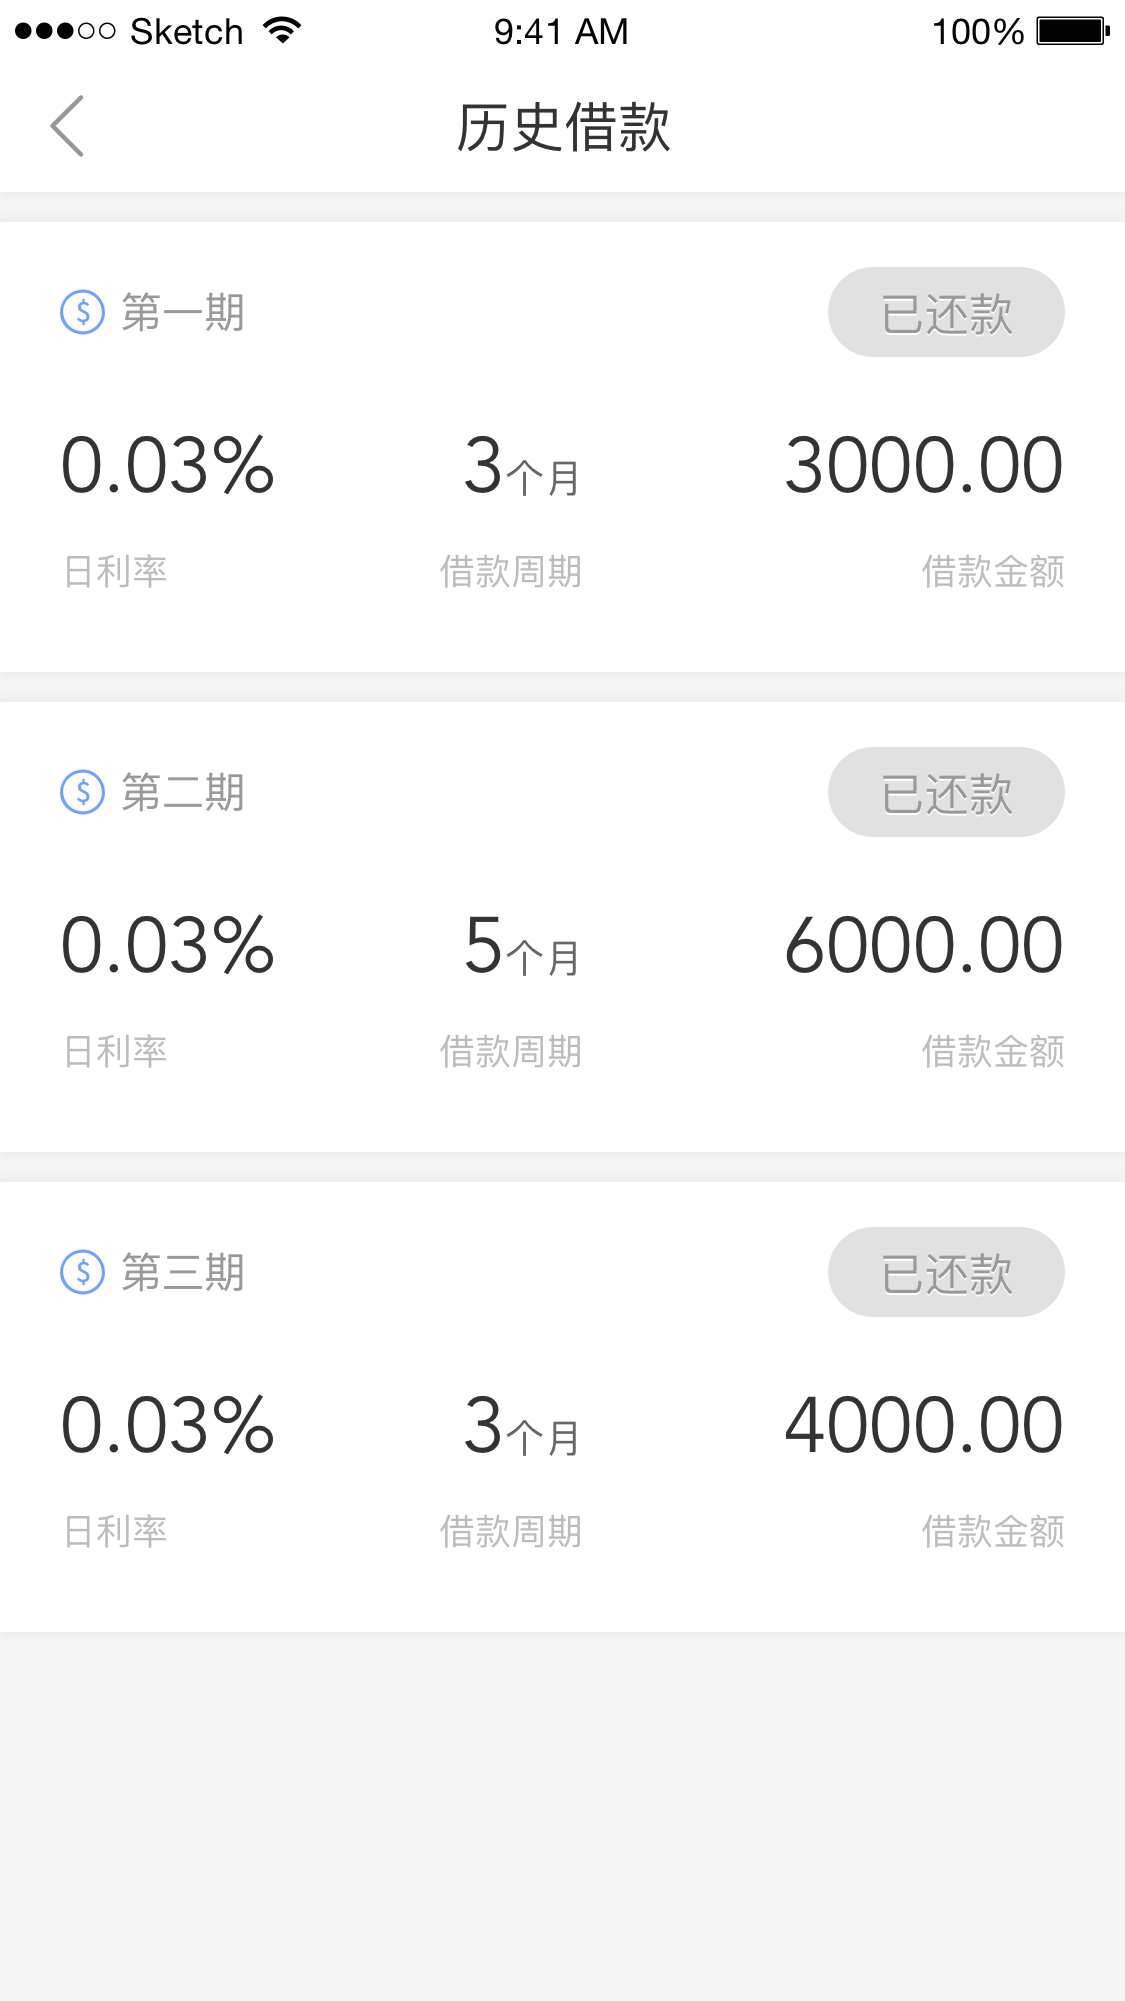 Sketch 9:41 AM 100%
历史借款
第一期 已还款
0.03% 3个月 3000.00
日利率 借款周期 借款金额
第二期 已还款
0.03% 5个月 6000.00
日利率 借款周期 借款金额
第三期 已还款
0.03% 3个月 4000.00
日利率 借款周期 借款金额